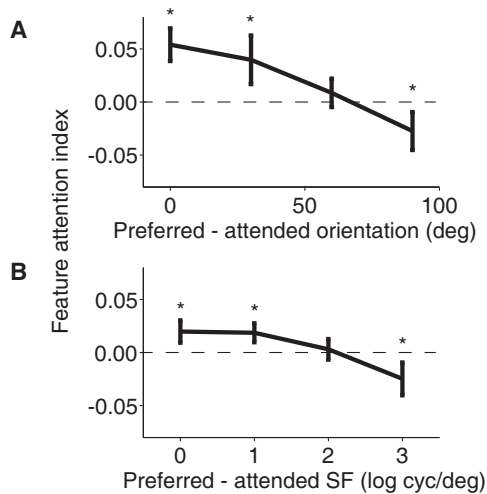 A
Feature attention index
0.05
0.00
-0.05
* * *
0 50 100
Preferred - attended orientation (deg)
B
0.05
0.00
-0.05
* * *
0 1 2 3
Preferred - attended SF (log cyc/deg)